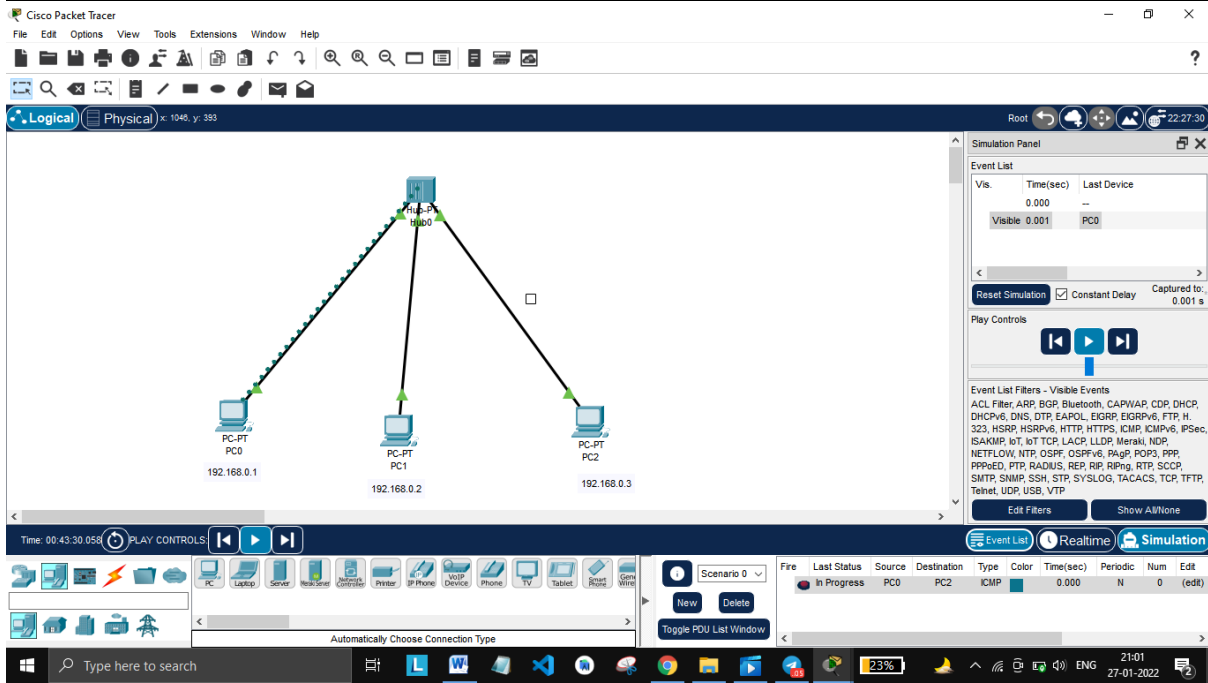 Cisco Packet Tracer
File Edit Options View Tools Extensions Window Help
?
Logical Physical x: 1046, y: 393
Root 22:27:30
Hub-PT
Hub0
PC-PT
PC0
192.168.0.1
PC-PT
PC1
192.168.0.2
PC-PT
PC2
192.168.0.3
Simulation Panel
Event List
Vis. Time(sec) Last Device
0.000 --
Visible 0.001 PC0
Reset Simulation Constant Delay Captured to:
0.001 s
Play Controls
Event List Filters - Visible Events
ACL Filter, ARP, BGP, Bluetooth, CAPWAP, CDP, DHCP,
DHCPv6, DNS, DTP, EAPOL, EIGRP, EIGRPv6, FTP, H.
323, HSRP, HSRPv6, HTTP, HTTPS, ICMP, ICMPv6, IPSec,
ISAKMP, IoT, IoT TCP, LACP, LLDP, Meraki, NDP,
NETFLOW, NTP, OSPF, OSPFv6, PAgP, POP3, PPP,
PPPoED, PTP, RADIUS, REP, RIP, RIPng, RTP, SCCP,
SMTP, SNMP, SSH, STP, SYSLOG, TACACS, TCP, TFTP,
Telnet, UDP, USB, VTP
Edit Filters Show All/None
Time: 00:43:30.058 PLAY CONTROLS:
Event List Realtime Simulation
PC Laptop Server Meraki Server Network Controller Printer IP Phone VoIP Device Phone TV Tablet Smart Phone
Automatically Choose Connection Type
Scenario 0
New Delete
Toggle PDU List Window
Fire Last Status Source Destination Type Color Time(sec) Periodic Num Edit
In Progress PC0 PC2 ICMP 0.000 N 0 (edit)
Type here to search
L W 23% ENG
21:01
27-01-2022